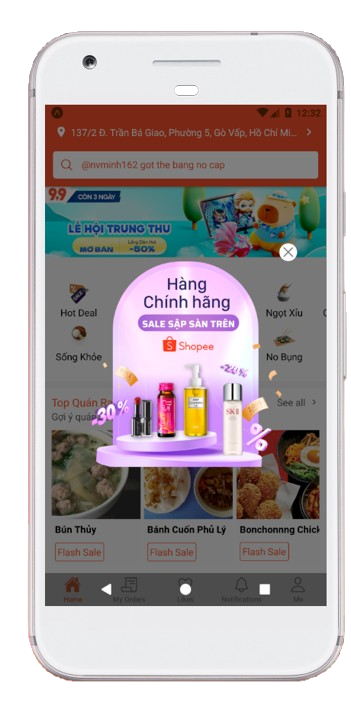 12:32
137/2 Đ. Trần Bá Giao, Phường 5, Gò Vấp, Hồ Chí Mi...
@nvminh162 got the bang no cap
9.9 CÒN 3 NGÀY
LỄ HỘI TRUNG THU
MỞ BÁN
-50%
Hàng
Chính hãng
SALE SẬP SÀN TRÊN
Shopee
Hot Deal
Ngọt Xỉu
Sống Khỏe
No Bụng
-30%
%
SK-II
Top Quán
See all
Gợi ý quán
Bún Thủy
Bánh Cuốn Phủ Lý
Bonchonnng Chick
Flash Sale
Flash Sale
Flash Sale
Home
My Orders
Likes
Notifications
Me